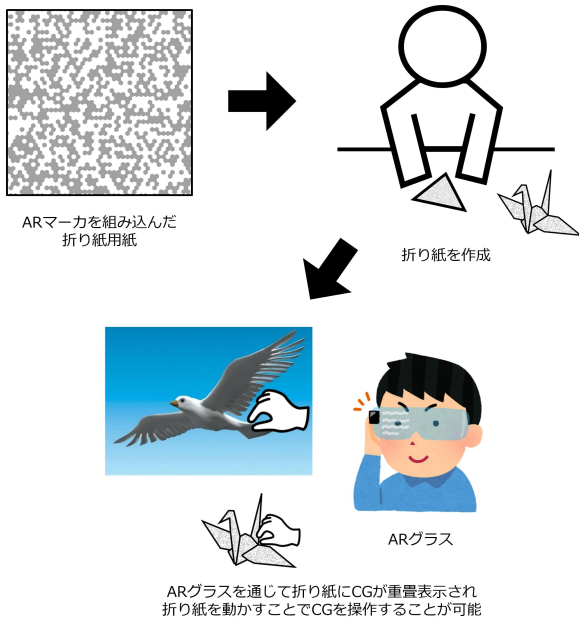 ARマーカを組み込んだ
折り紙用紙
折り紙を作成
ARグラス
ARグラスを通じて折り紙にCGが重畳表示され
折り紙を動かすことでCGを操作することが可能